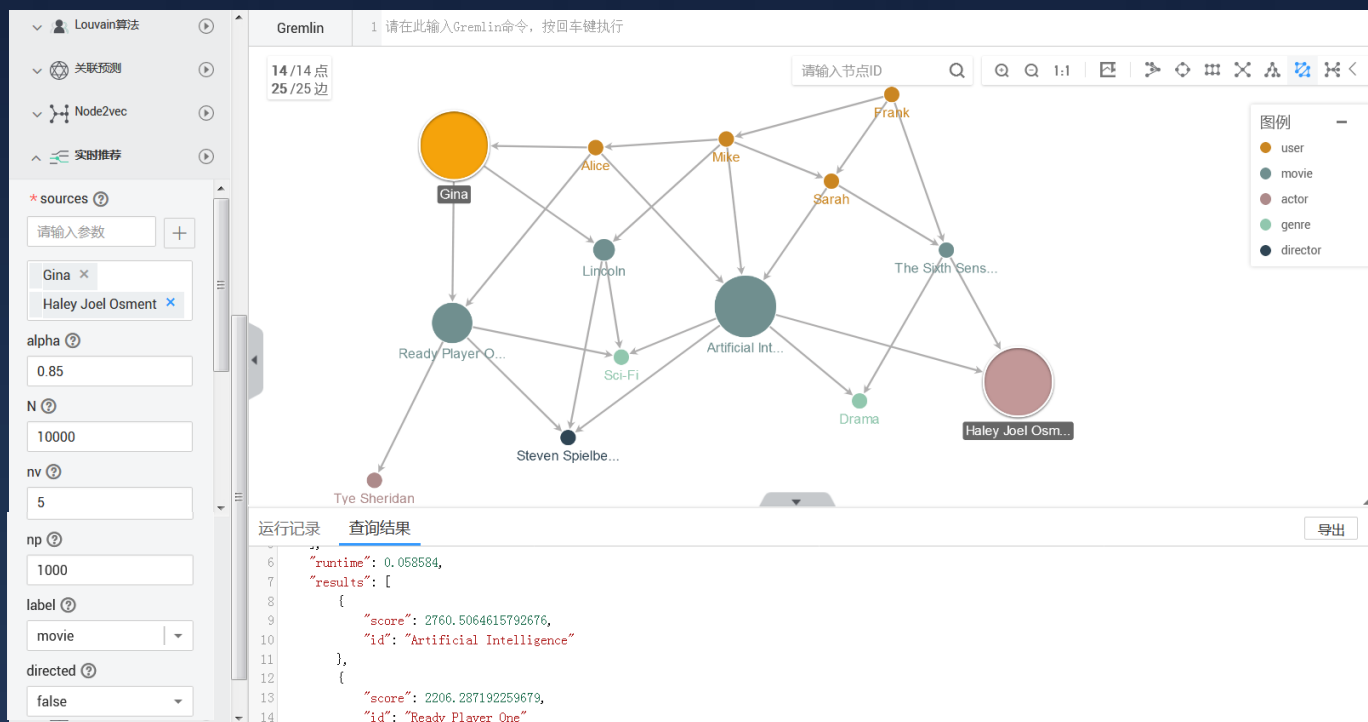 Louvain算法
关联预测
Node2vec
实时推荐
* sources ?
请输入参数
+
Gina ×
Haley Joel Osment ×
alpha ?
0.85
N ?
10000
nv ?
5
np ?
1000
label ?
movie
directed ?
false
Gremlin
1 请在此输入Gremlin命令，按回车键执行
14/14 点
25/25 边
请输入节点ID
1:1
图例
user
movie
actor
genre
director
Frank
Mike
Alice
Gina
Sarah
Lincoln
The Sixth Sens...
Ready Player O...
Artificial Int...
Sci-Fi
Drama
Haley Joel Osm...
Steven Spielbe...
Tye Sheridan
运行记录 查询结果
导出
6 "runtime": 0.058584,
7 "results": [
8 {
9 "score": 2760.5064615792676,
10 "id": "Artificial Intelligence"
11 },
12 {
13 "score": 2206.287192259679,
14 "id": "Ready Player One"